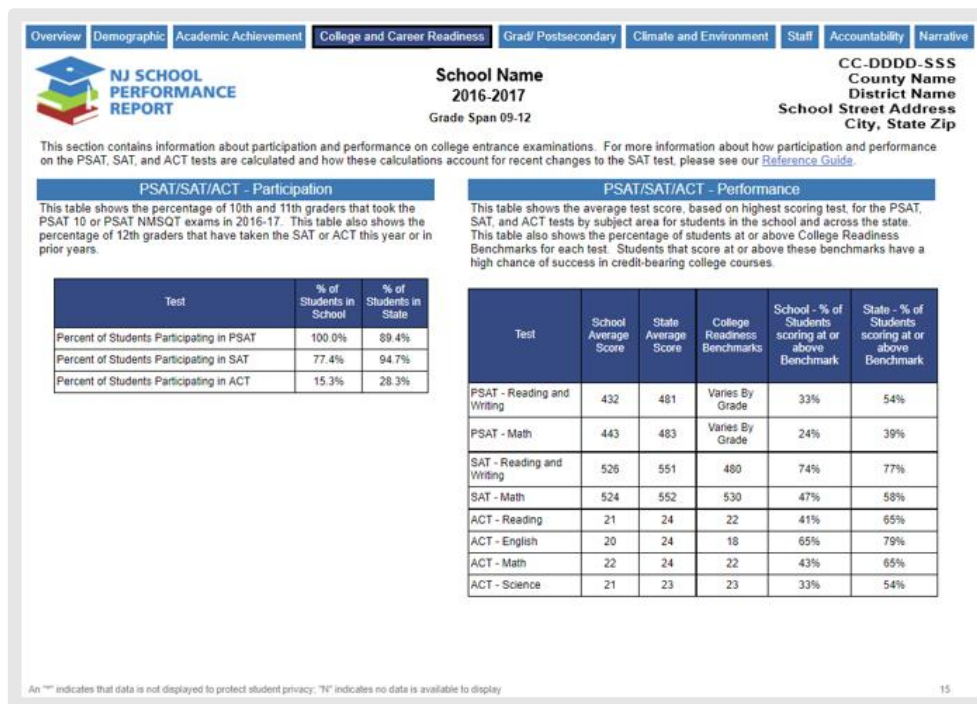 Overview Demographic Academic Achievement College and Career Readiness Grad/ Postsecondary Climate and Environment Staff Accountability Narrative
NJ SCHOOL
PERFORMANCE
REPORT
School Name
2016-2017
Grade Span 09-12
CC-DDDD-SSS
County Name
District Name
School Street Address
City, State Zip
This section contains information about participation and performance on college entrance examinations. For more information about how participation and performance
on the PSAT, SAT, and ACT tests are calculated and how these calculations account for recent changes to the SAT test, please see our Reference Guide.
PSAT/SAT/ACT - Participation
This table shows the percentage of 10th and 11th graders that took the
PSAT 10 or PSAT NMSQT exams in 2016-17. This table also shows the
percentage of 12th graders that have taken the SAT or ACT this year or in
prior years.
Test % of Students in School % of Students in State
Percent of Students Participating in PSAT 100.0% 89.4%
Percent of Students Participating in SAT 77.4% 94.7%
Percent of Students Participating in ACT 15.3% 28.3%
PSAT/SAT/ACT - Performance
This table shows the average test score, based on highest scoring test, for the PSAT,
SAT, and ACT tests by subject area for students in the school and across the state.
This table also shows the percentage of students at or above College Readiness
Benchmarks for each test. Students that score at or above these benchmarks have a
high chance of success in credit-bearing college courses.
Test School Average Score State Average Score College Readiness Benchmarks School - % of Students scoring at or above Benchmark State - % of Students scoring at or above Benchmark
PSAT - Reading and Writing 432 481 Varies By Grade 33% 54%
PSAT - Math 443 483 Varies By Grade 24% 39%
SAT - Reading and Writing 526 551 480 74% 77%
SAT - Math 524 552 530 47% 58%
ACT - Reading 21 24 22 41% 65%
ACT - English 20 24 18 65% 79%
ACT - Math 22 24 22 43% 65%
ACT - Science 21 23 23 33% 54%
An "*" indicates that data is not displayed to protect student privacy; "N" indicates no data is available to display
15